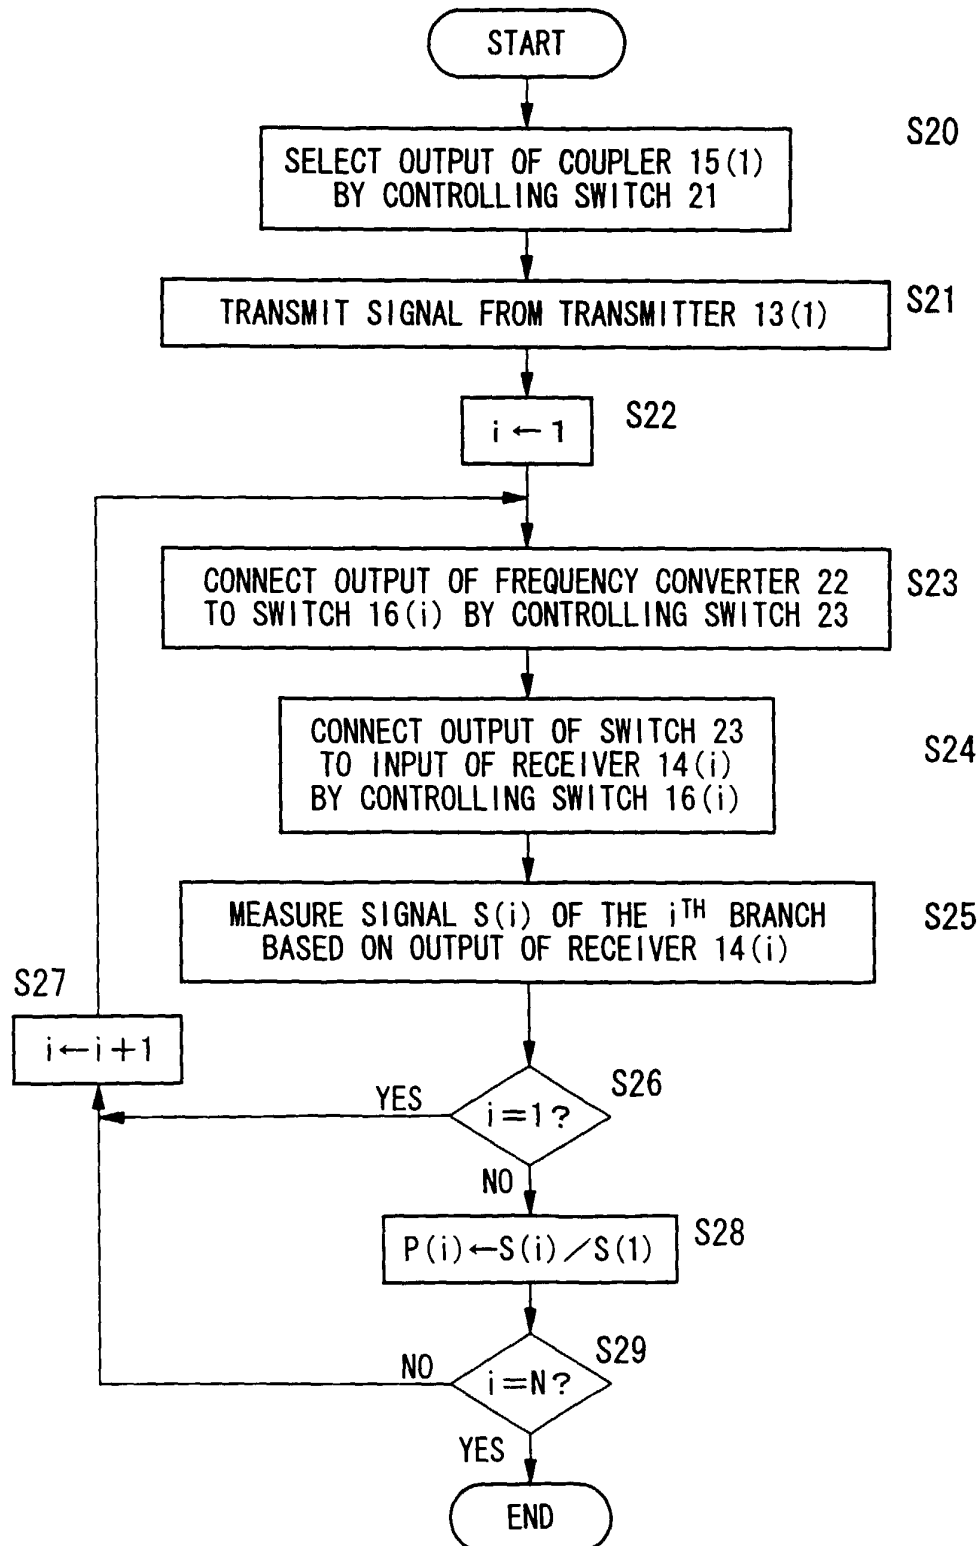 START
S20
SELECT OUTPUT OF COUPLER 15(1)
BY CONTROLLING SWITCH 21
S21
TRANSMIT SIGNAL FROM TRANSMITTER 13(1)
S22
i←1
S23
CONNECT OUTPUT OF FREQUENCY CONVERTER 22
TO SWITCH 16(i) BY CONTROLLING SWITCH 23
S24
CONNECT OUTPUT OF SWITCH 23
TO INPUT OF RECEIVER 14(i)
BY CONTROLLING SWITCH 16(i)
S25
MEASURE SIGNAL S(i) OF THE iTH BRANCH
BASED ON OUTPUT OF RECEIVER 14(i)
S27
i←i+1
S26
YES
i=1?
NO
S28
P(i)←S(i)/S(1)
S29
NO
i=N?
YES
END